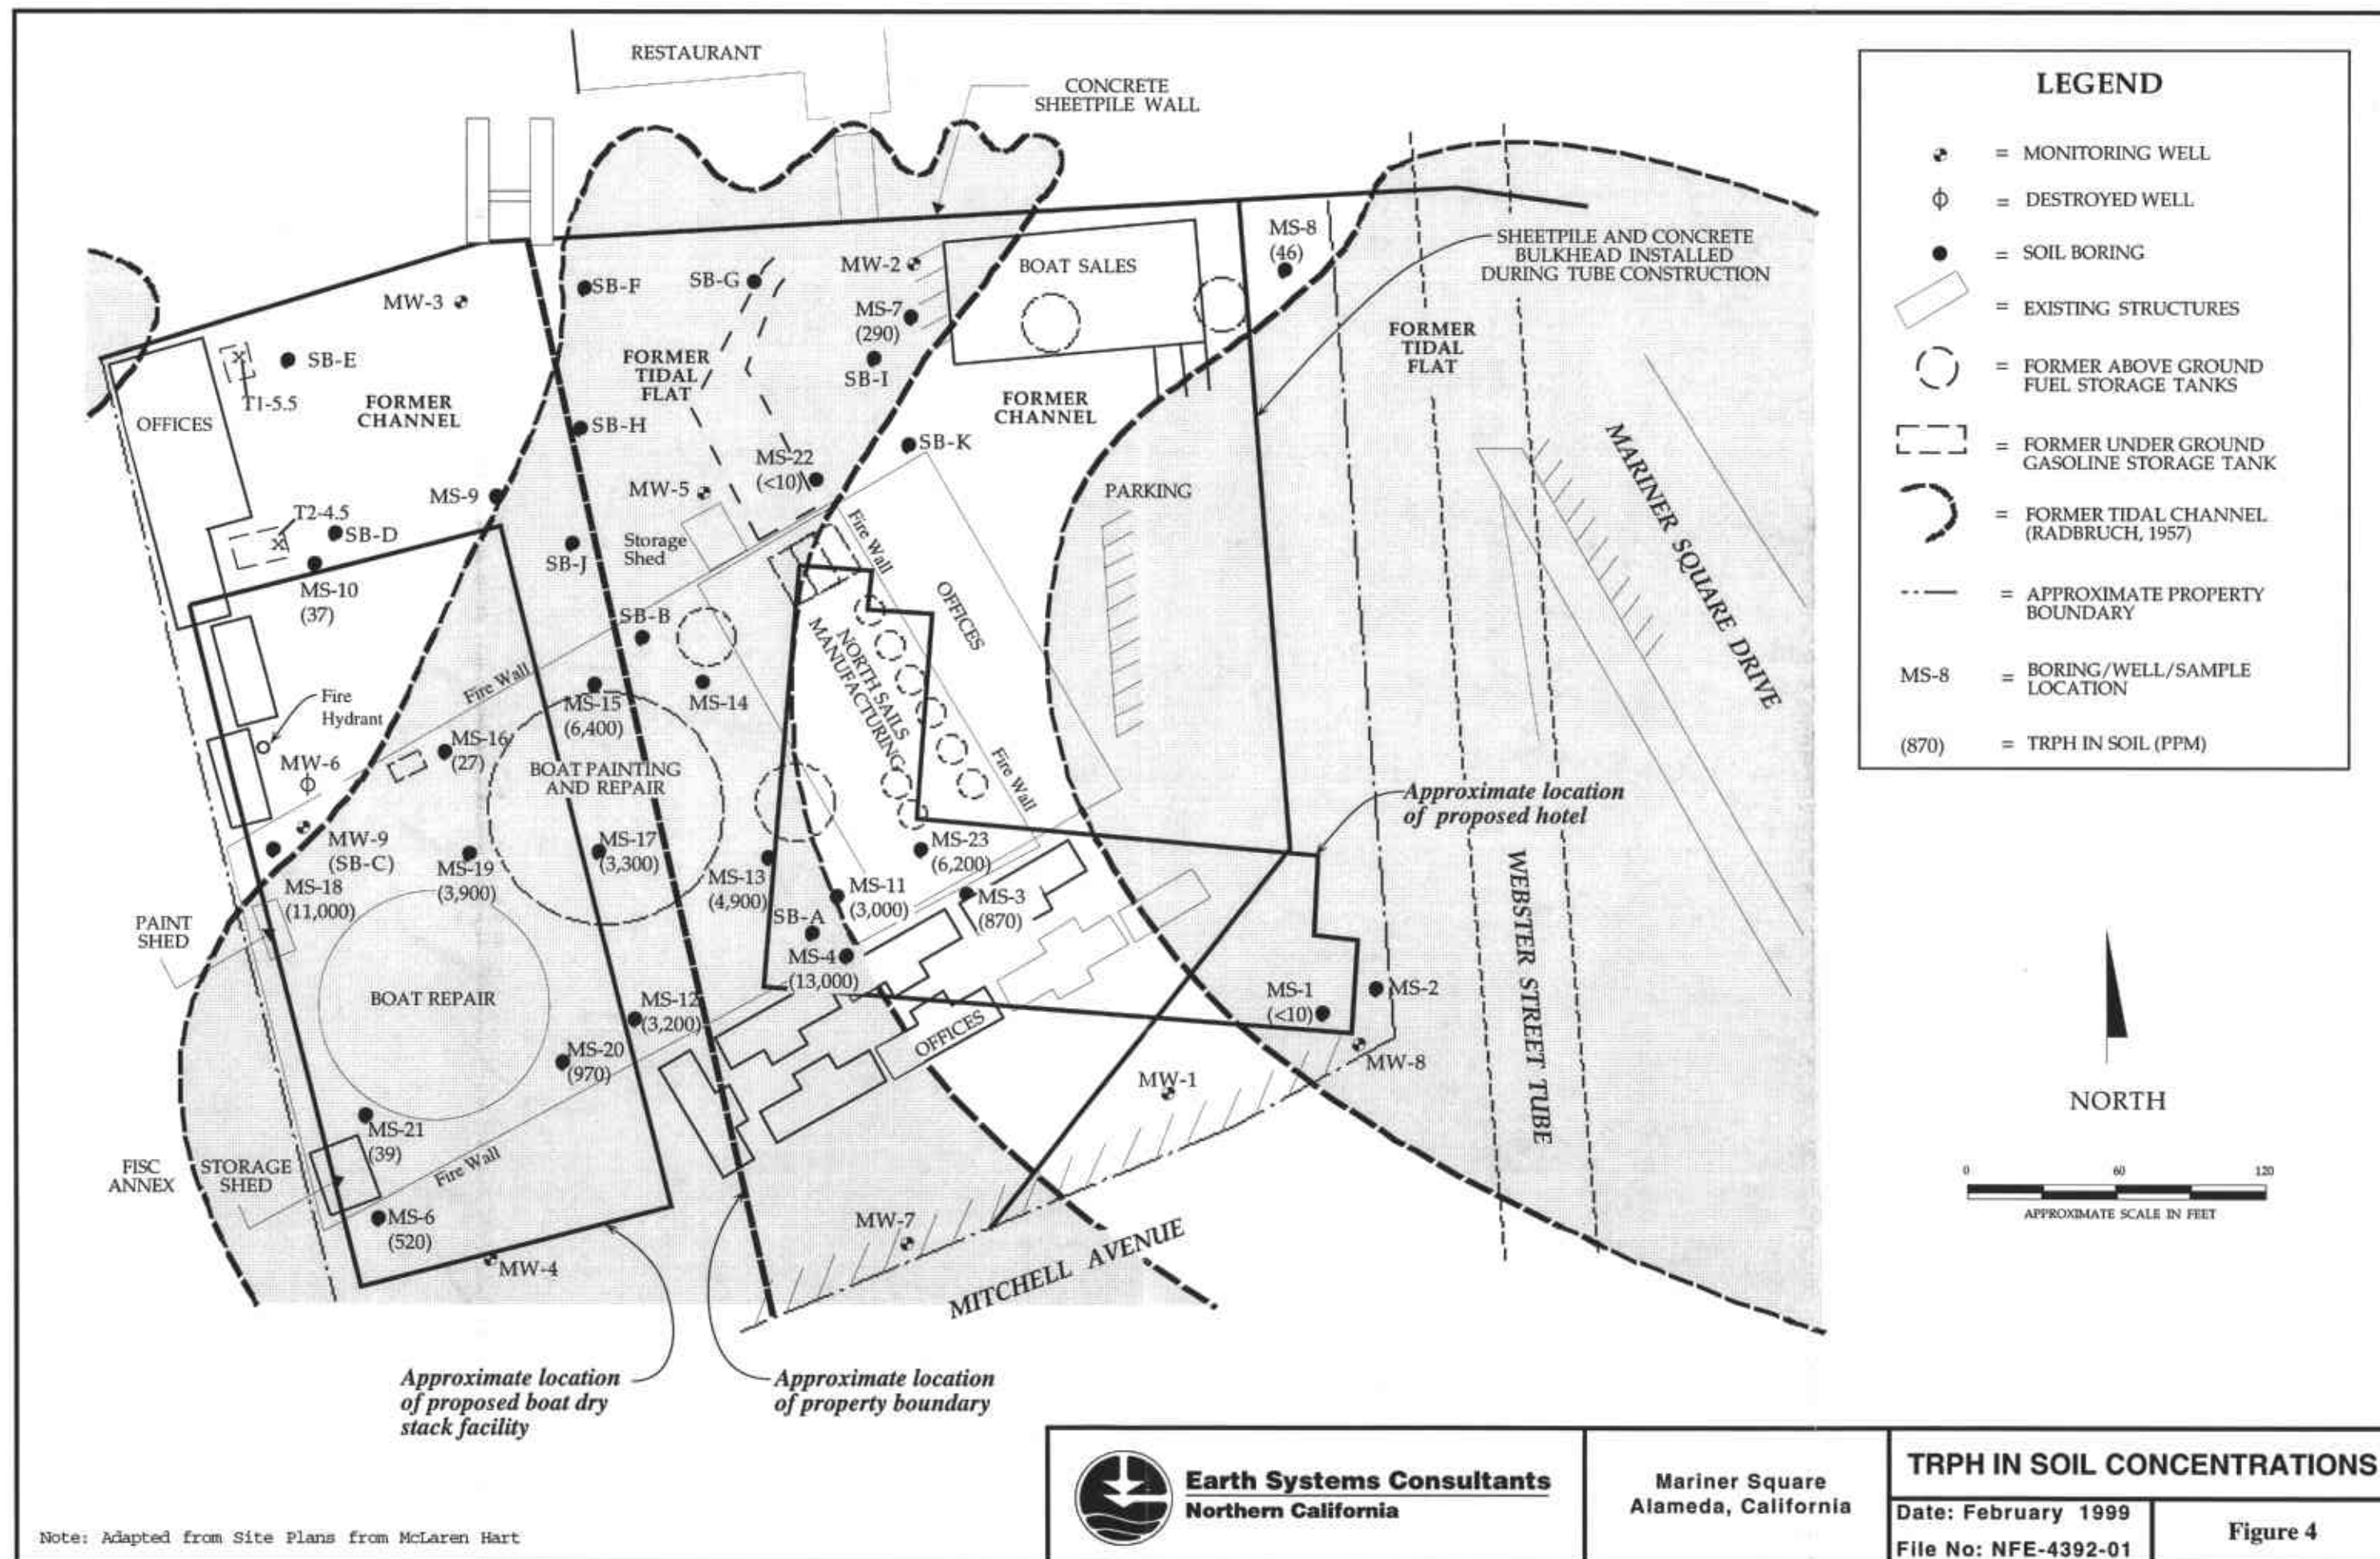 RESTAURANT
CONCRETE
SHEETPILE WALL
MS-8
(46)
SHEETPILE AND CONCRETE
BULKHEAD INSTALLED
DURING TUBE CONSTRUCTION
MW-2
BOAT SALES
MW-3
SB-F
SB-G
MS-7
(290)
SB-I
SB-E
T1-5.5
OFFICES
FORMER
CHANNEL
FORMER
TIDAL
FLAT
FORMER
CHANNEL
FORMER
TIDAL
FLAT
SB-H
SB-K
MS-22
(<10)
MW-5
MS-9
PARKING
MARINER SQUARE DRIVE
T2-4.5
SB-D
MS-10
(37)
SB-J
Storage
Shed
Fire Wall
OFFICES
SB-B
NORTH SAILS
MANUFACTURING
Fire Wall
MS-14
MS-15
(6,400)
Fire
Hydrant
MW-6
MS-16
(27)
BOAT PAINTING
AND REPAIR
Fire Wall
Approximate location
of proposed hotel
MW-9
(SB-C)
MS-18
(11,000)
MS-19
(3,900)
MS-17
(3,300)
MS-13
(4,900)
MS-11
(3,000)
MS-23
(6,200)
MS-3
(870)
SB-A
MS-4
(13,000)
PAINT
SHED
BOAT REPAIR
MS-12
(3,200)
MS-20
(970)
OFFICES
MS-1
(<10)
MS-2
WEBSTER STREET TUBE
MW-8
MW-1
MS-21
(39)
FISC
ANNEX
STORAGE
SHED
Fire Wall
MS-6
(520)
MW-4
MW-7
MITCHELL AVENUE
Approximate location
of proposed boat dry
stack facility
Approximate location
of property boundary
LEGEND
= MONITORING WELL
= DESTROYED WELL
= SOIL BORING
= EXISTING STRUCTURES
= FORMER ABOVE GROUND
FUEL STORAGE TANKS
= FORMER UNDER GROUND
GASOLINE STORAGE TANK
= FORMER TIDAL CHANNEL
(RADBRUCH, 1957)
= APPROXIMATE PROPERTY
BOUNDARY
MS-8 = BORING/WELL/SAMPLE
LOCATION
(870) = TRPH IN SOIL (PPM)
NORTH
0 60 120
APPROXIMATE SCALE IN FEET
Note: Adapted from Site Plans from McLaren Hart
Earth Systems Consultants
Northern California
Mariner Square
Alameda, California
TRPH IN SOIL CONCENTRATIONS
Date: February 1999
File No: NFE-4392-01
Figure 4